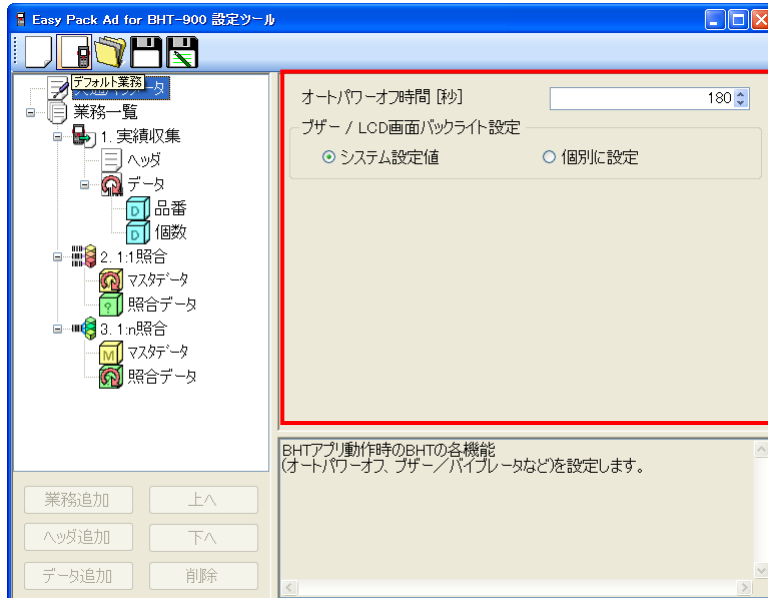 Easy Pack Ad for BHT-900 設定ツール
デフォルト業務
業務一覧
1. 実績収集
ヘッダ
データ
品番
個数
2. 1:1照合
マスタデータ
照合データ
3. 1:n照合
マスタデータ
照合データ
業務追加
上へ
ヘッダ追加
下へ
データ追加
削除
オートパワーオフ時間 [秒]
180
ブザー / LCD画面バックライト設定
システム設定値
個別に設定
BHTアプリ動作時のBHTの各機能
(オートパワーオフ、ブザー／バイブレータなど)を設定します。